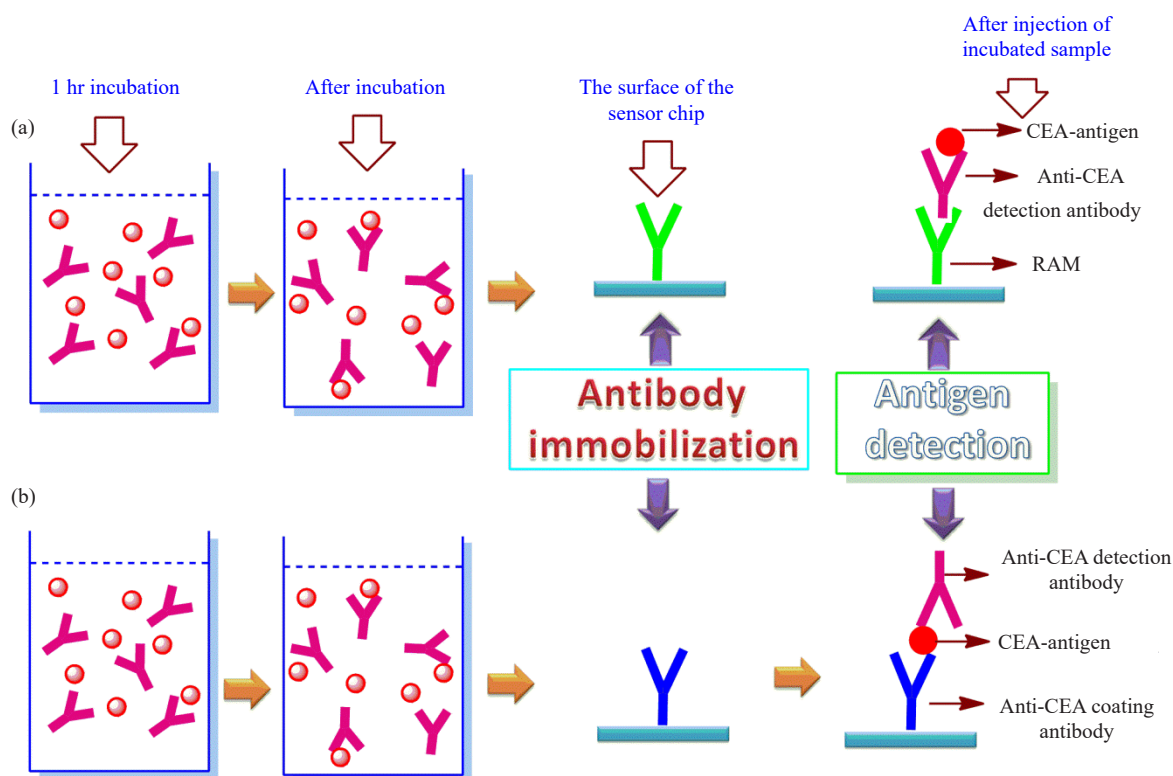 After injection of
incubated sample
1 hr incubation
After incubation
The surface of the
sensor chip
(a)
CEA-antigen
Anti-CEA
detection antibody
RAM
Antibody
immobilization
Antigen
detection
(b)
Anti-CEA detection
antibody
CEA-antigen
Anti-CEA coating
antibody